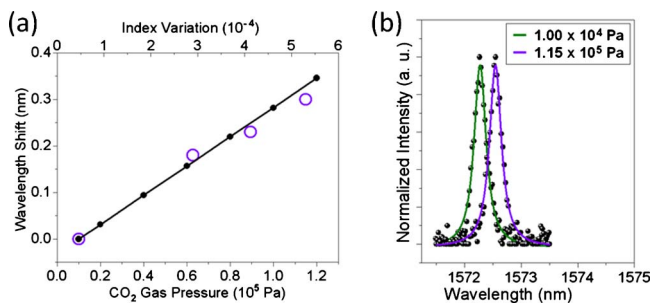 (a)
Index Variation (10⁻⁴)
0 1 2 3 4 5 6
Wavelength Shift (nm)
0.4
0.3
0.2
0.1
0.0
0.0 0.2 0.4 0.6 0.8 1.0 1.2
CO₂ Gas Pressure (10⁵ Pa)
(b)
Normalized Intensity (a. u.)
1.00 x 10⁴ Pa
1.15 x 10⁵ Pa
1572 1573 1574 1575
Wavelength (nm)